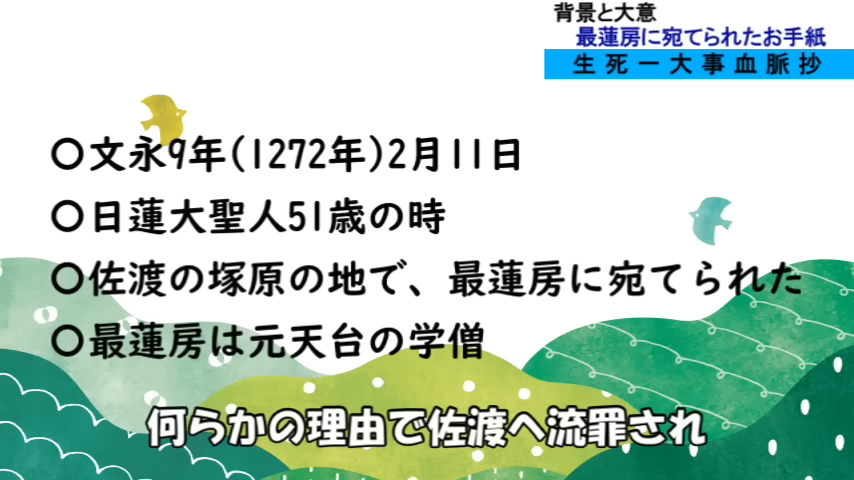 背景と大意
最蓮房に宛てられたお手紙
生死一大事血脈抄
〇文永9年(1272年)2月11日
〇日蓮大聖人51歳の時
〇佐渡の塚原の地で、最蓮房に宛てられた
〇最蓮房は元天台の学僧
何らかの理由で佐渡へ流罪され